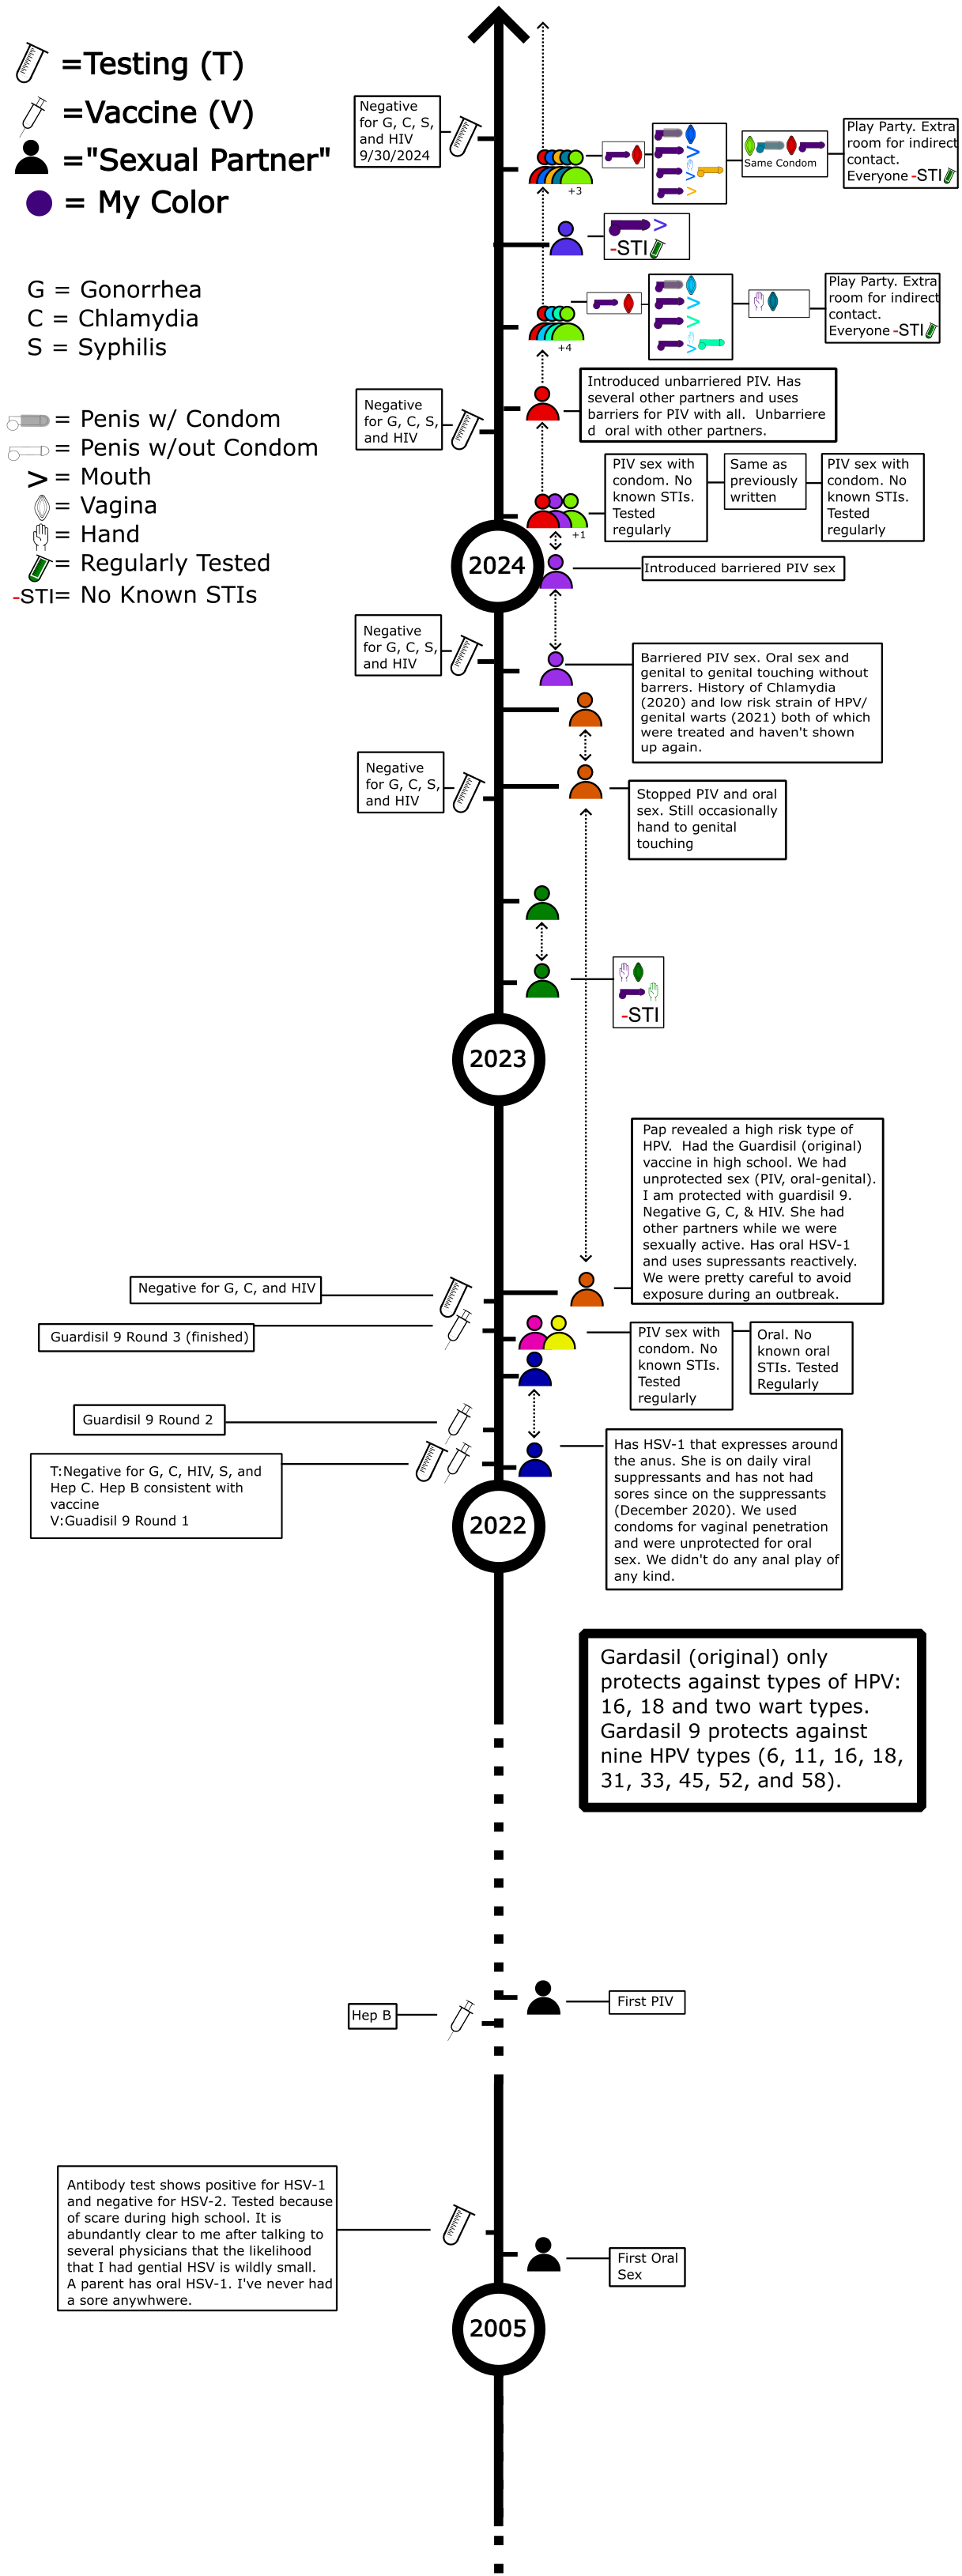 =Testing (T)
=Vaccine (V)
="Sexual Partner"
= My Color
G = Gonorrhea
C = Chlamydia
S = Syphilis
= Penis w/ Condom
= Penis w/out Condom
> = Mouth
= Vagina
= Hand
= Regularly Tested
-STI= No Known STIs
Negative
for G, C, S,
and HIV
9/30/2024
+3
Same Condom
Play Party. Extra
room for indirect
contact.
Everyone -STI
-STI
+4
Play Party. Extra
room for indirect
contact.
Everyone -STI
Negative
for G, C, S,
and HIV
Introduced unbarriered PIV. Has
several other partners and uses
barriers for PIV with all.  Unbarriere
d  oral with other partners.
+1
PIV sex with
condom. No
known STIs.
Tested
regularly
Same as
previously
written
PIV sex with
condom. No
known STIs.
Tested
regularly
2024
Introduced barriered PIV sex
Negative
for G, C, S,
and HIV
Barriered PIV sex. Oral sex and
genital to genital touching without
barrers. History of Chlamydia
(2020) and low risk strain of HPV/
genital warts (2021) both of which
were treated and haven't shown
up again.
Negative
for G, C, S,
and HIV
Stopped PIV and oral
sex. Still occasionally
hand to genital
touching
-STI
2023
Pap revealed a high risk type of
HPV.  Had the Guardisil (original)
vaccine in high school. We had
unprotected sex (PIV, oral-genital).
I am protected with guardisil 9.
Negative G, C, & HIV. She had
other partners while we were
sexually active. Has oral HSV-1
and uses supressants reactively.
We were pretty careful to avoid
exposure during an outbreak.
Negative for G, C, and HIV
Guardisil 9 Round 3 (finished)
PIV sex with
condom. No
known STIs.
Tested
regularly
Oral. No
known oral
STIs. Tested
Regularly
Guardisil 9 Round 2
T:Negative for G, C, HIV, S, and
Hep C. Hep B consistent with
vaccine
V:Guadisil 9 Round 1
Has HSV-1 that expresses around
the anus. She is on daily viral
suppressants and has not had
sores since on the suppressants
(December 2020). We used
condoms for vaginal penetration
and were unprotected for oral
sex. We didn't do any anal play of
any kind.
2022
Gardasil (original) only
protects against types of HPV:
16, 18 and two wart types.
Gardasil 9 protects against
nine HPV types (6, 11, 16, 18,
31, 33, 45, 52, and 58).
First PIV
Hep B
Antibody test shows positive for HSV-1
and negative for HSV-2. Tested because
of scare during high school. It is
abundantly clear to me after talking to
several physicians that the likelihood
that I had gential HSV is wildly small.
A parent has oral HSV-1. I've never had
a sore anywhwere.
First Oral
Sex
2005